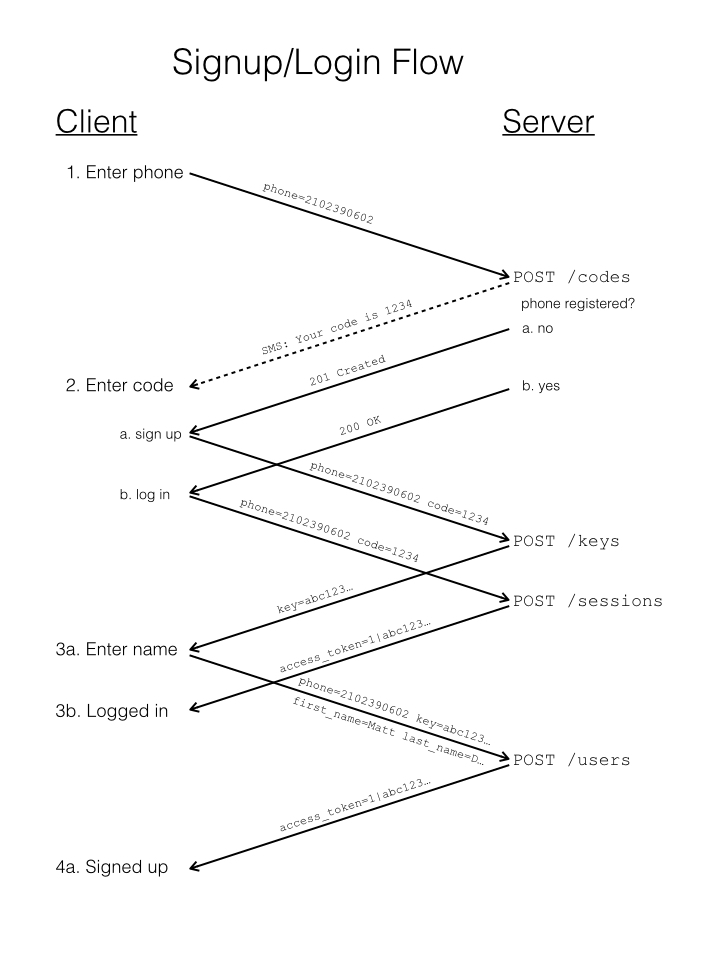 Signup/Login Flow
Client
Server
1. Enter phone
phone=2102390602
POST /codes
phone registered?
SMS: Your code is 1234
a. no
201 Created
2. Enter code
b. yes
200 OK
a. sign up
phone=2102390602 code=1234
b. log in
phone=2102390602 code=1234
POST /keys
key=abc123…
POST /sessions
access_token=1|abc123…
3a. Enter name
phone=2102390602 key=abc123…
first_name=Matt last_name=D…
3b. Logged in
POST /users
access_token=1|abc123…
4a. Signed up